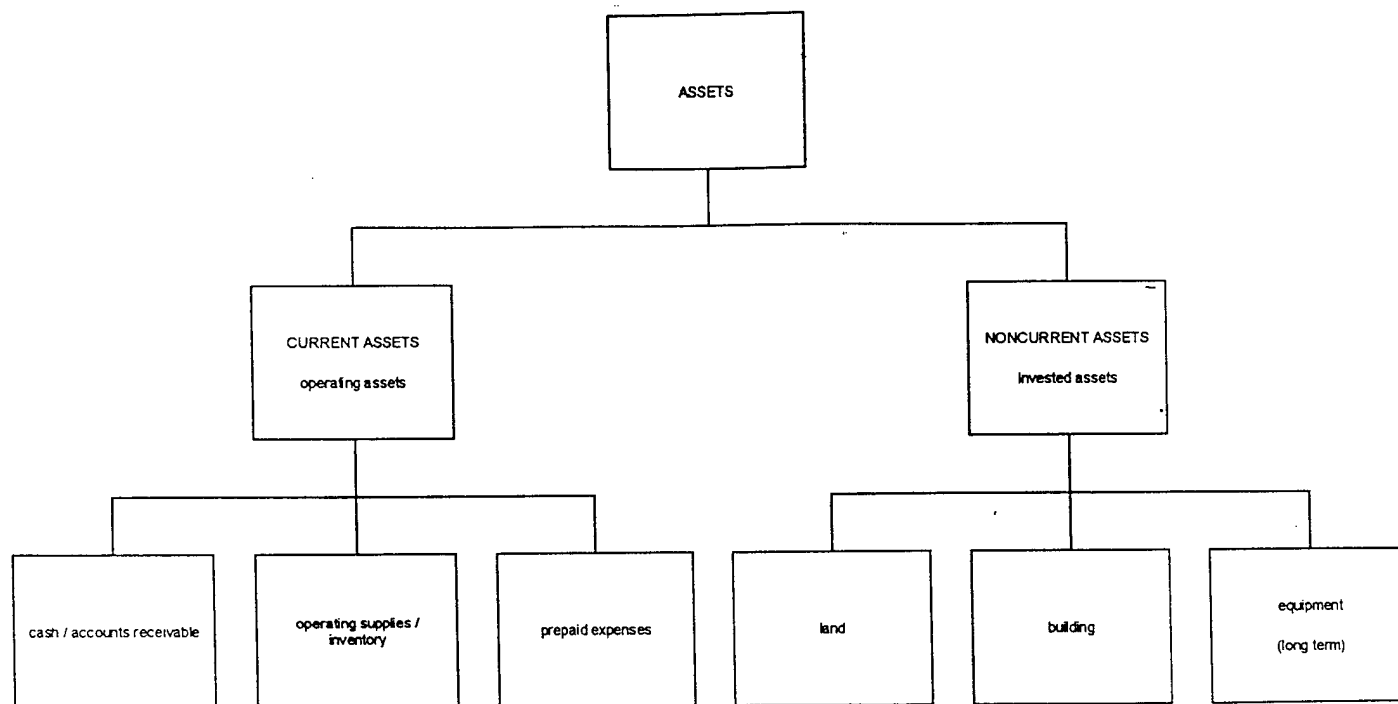 ASSETS
CURRENT ASSETS
operating assets
NONCURRENT ASSETS
invested assets
cash / accounts receivable
operating supplies /
inventory
prepaid expenses
land
building
equipment
(long term)